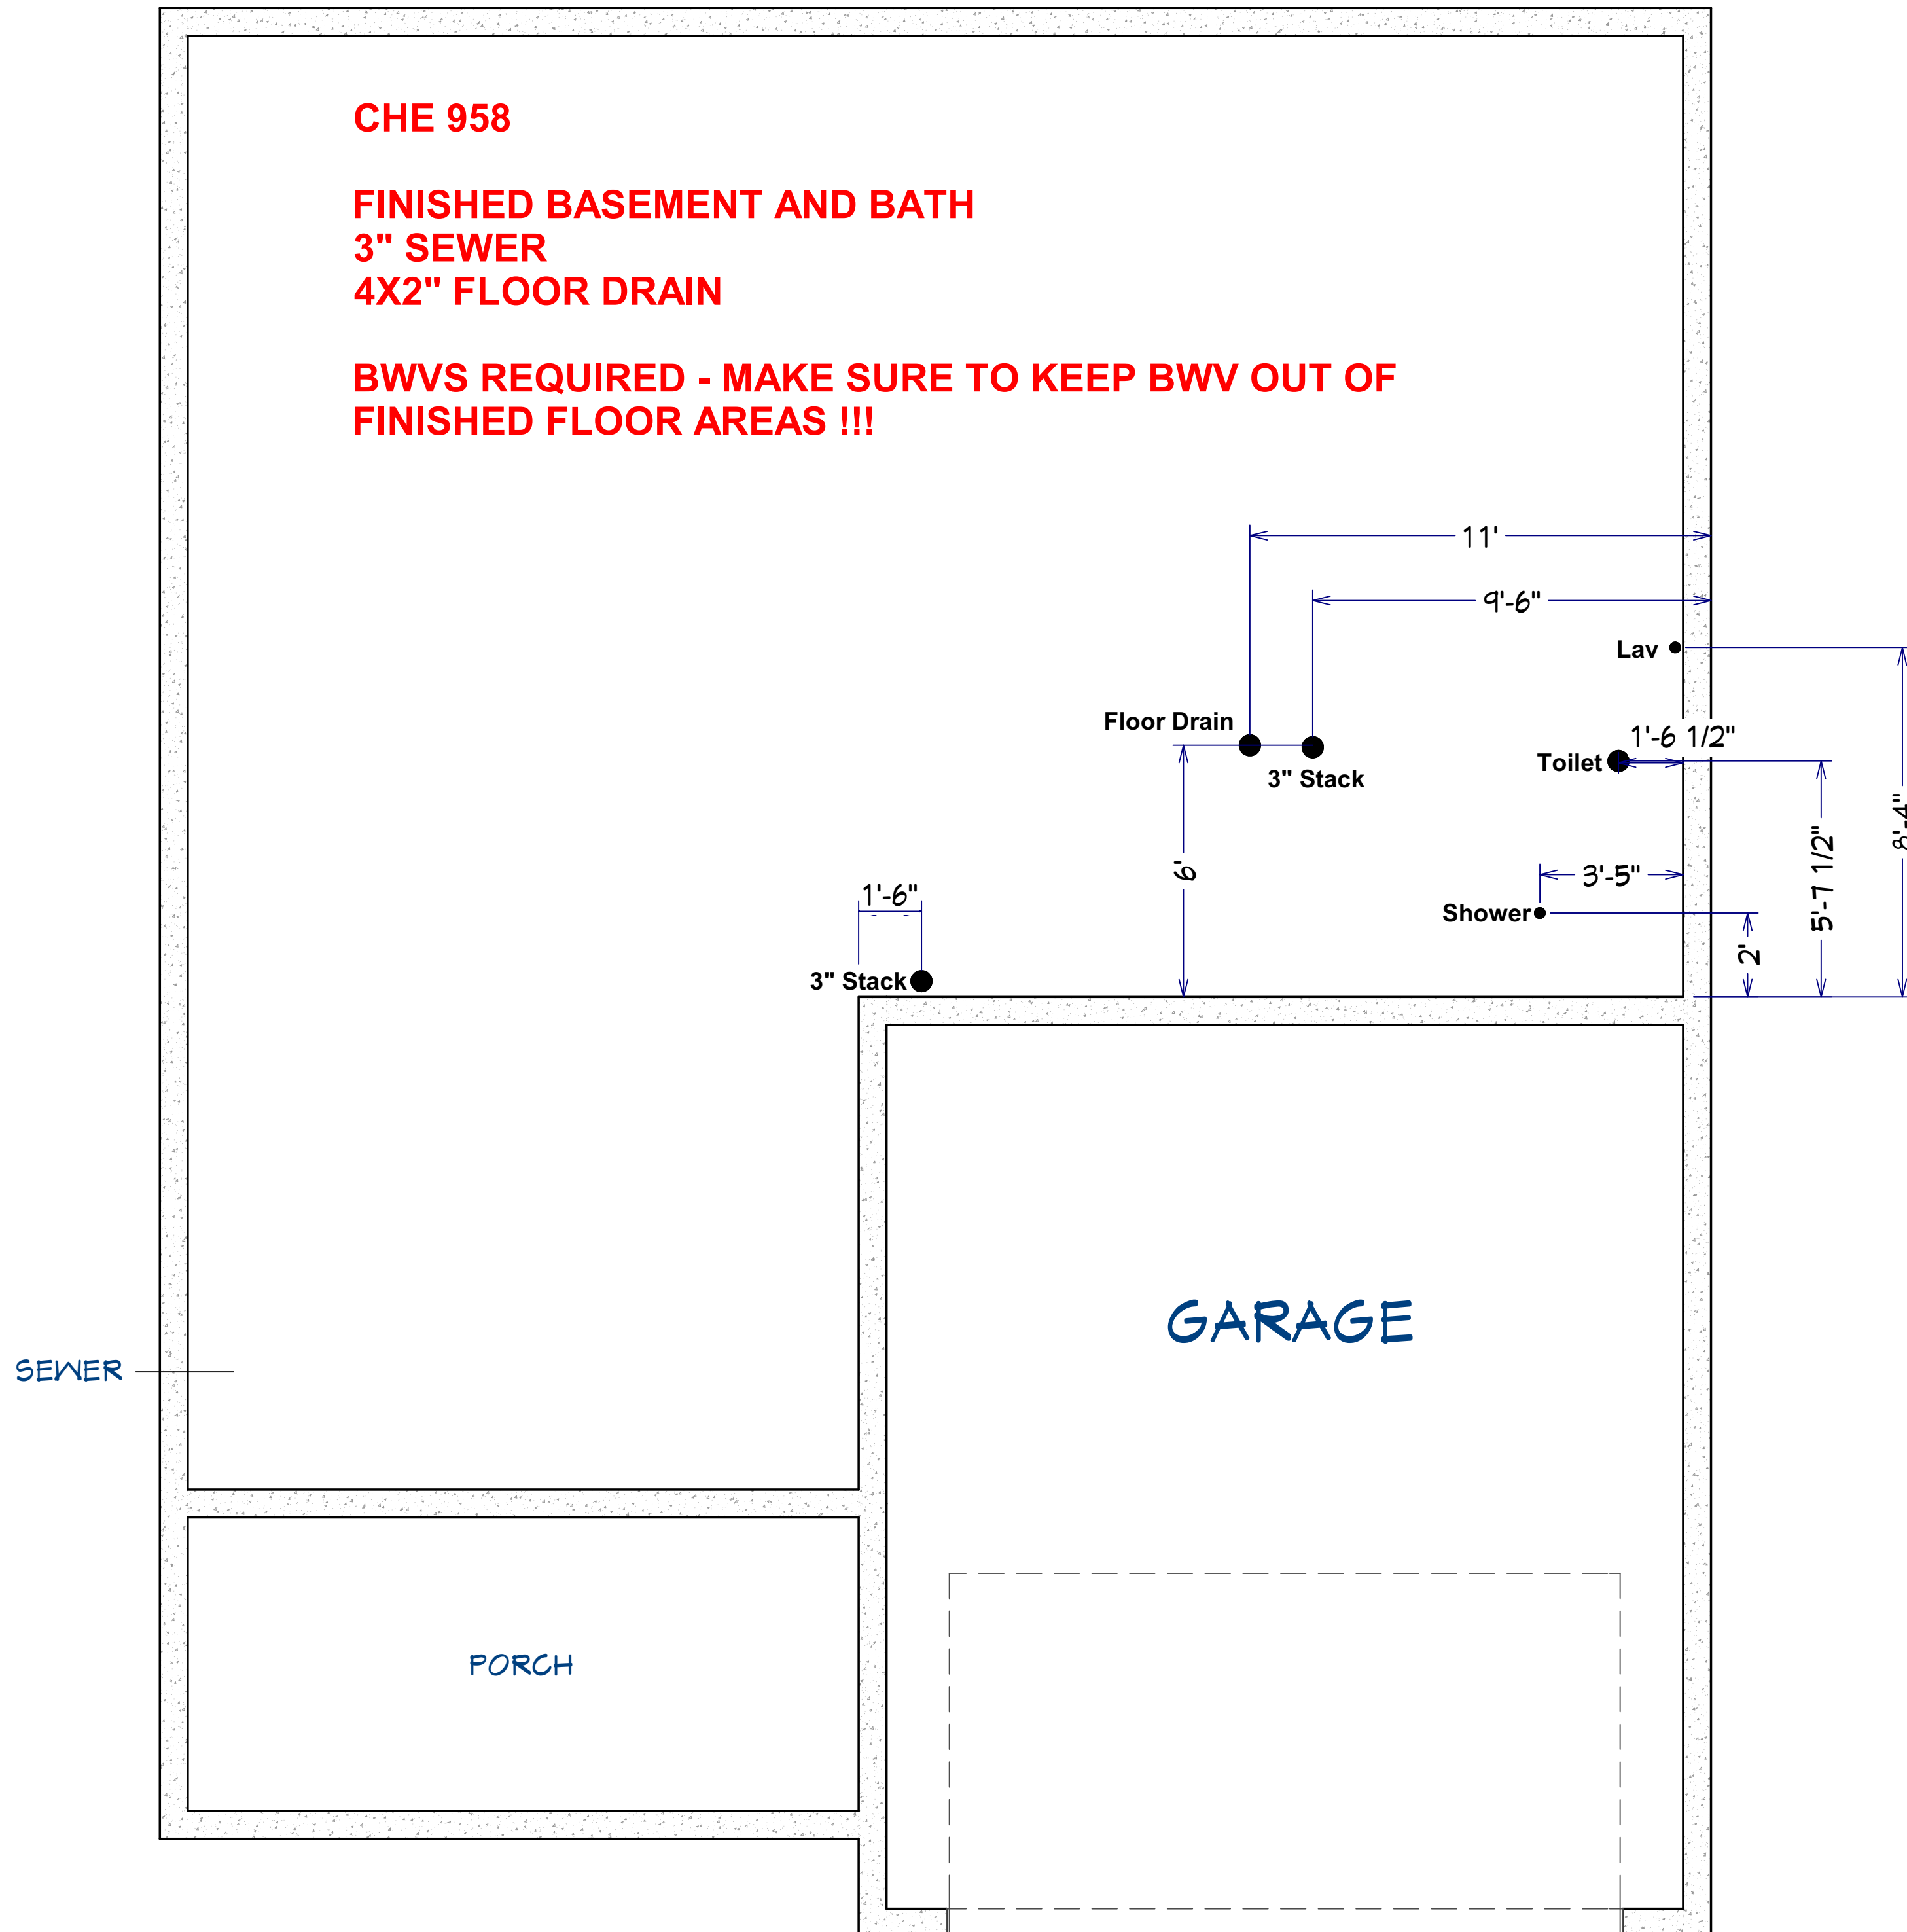 CHE 958
FINISHED BASEMENT AND BATH
3" SEWER
4X2" FLOOR DRAIN
BWVS REQUIRED - MAKE SURE TO KEEP BWV OUT OF
FINISHED FLOOR AREAS !!!
11'
9'-6"
Lav
Floor Drain
1'-6 1/2"
Toilet
3" Stack
8'-4"
5'-7 1/2"
6'
3'-5"
1'-6"
Shower
2'
3" Stack
GARAGE
SEWER
PORCH